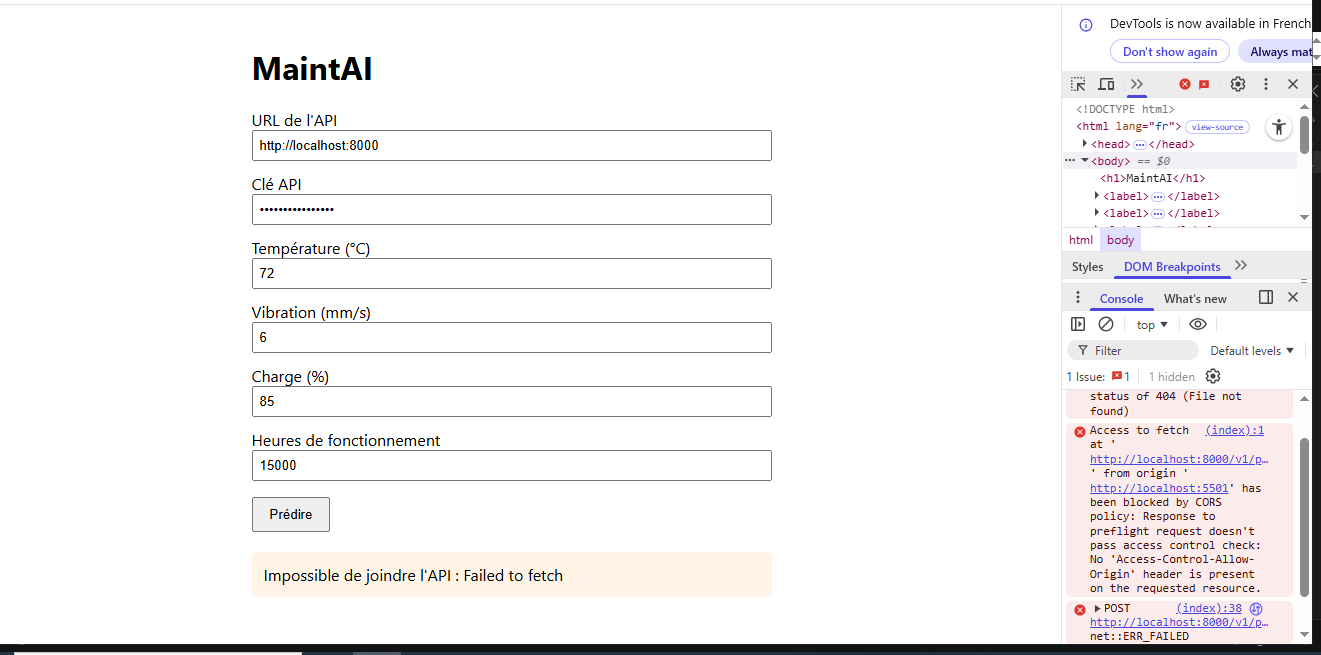 MaintAI
URL de l'API
http://localhost:8000
Clé API
••••••••••••••••
Température (°C)
72
Vibration (mm/s)
6
Charge (%)
85
Heures de fonctionnement
15000
Prédire
Impossible de joindre l'API : Failed to fetch
DevTools is now available in French
Don't show again
Always mat
<!DOCTYPE html>
<html lang="fr"> view-source
<head> ⋯ </head>
⋯ <body> == $0
<h1>MaintAI</h1>
<label> ⋯ </label>
<label> ⋯ </label>
html body
Styles DOM Breakpoints
Console What's new
top
Filter Default levels
1 Issue: 1 1 hidden
status of 404 (File not
found)
Access to fetch (index):1
at '
http://localhost:8000/v1/p…
' from origin '
http://localhost:5501' has
been blocked by CORS
policy: Response to
preflight request doesn't
pass access control check:
No 'Access-Control-Allow-
Origin' header is present
on the requested resource.
POST (index):38
http://localhost:8000/v1/p…
net::ERR_FAILED